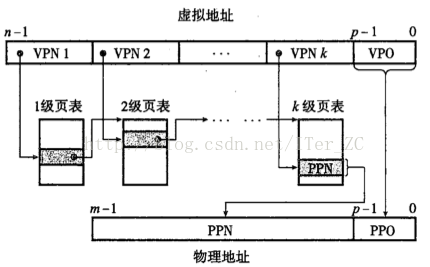 虚拟地址
n-1 p-1 0
VPN 1 VPN 2 ... VPN k VPO
1级页表 2级页表 ... ... k级页表
http://blog.csdn.net/iTer_ZC
PPN
m-1 p-1 0
PPN PPO
物理地址